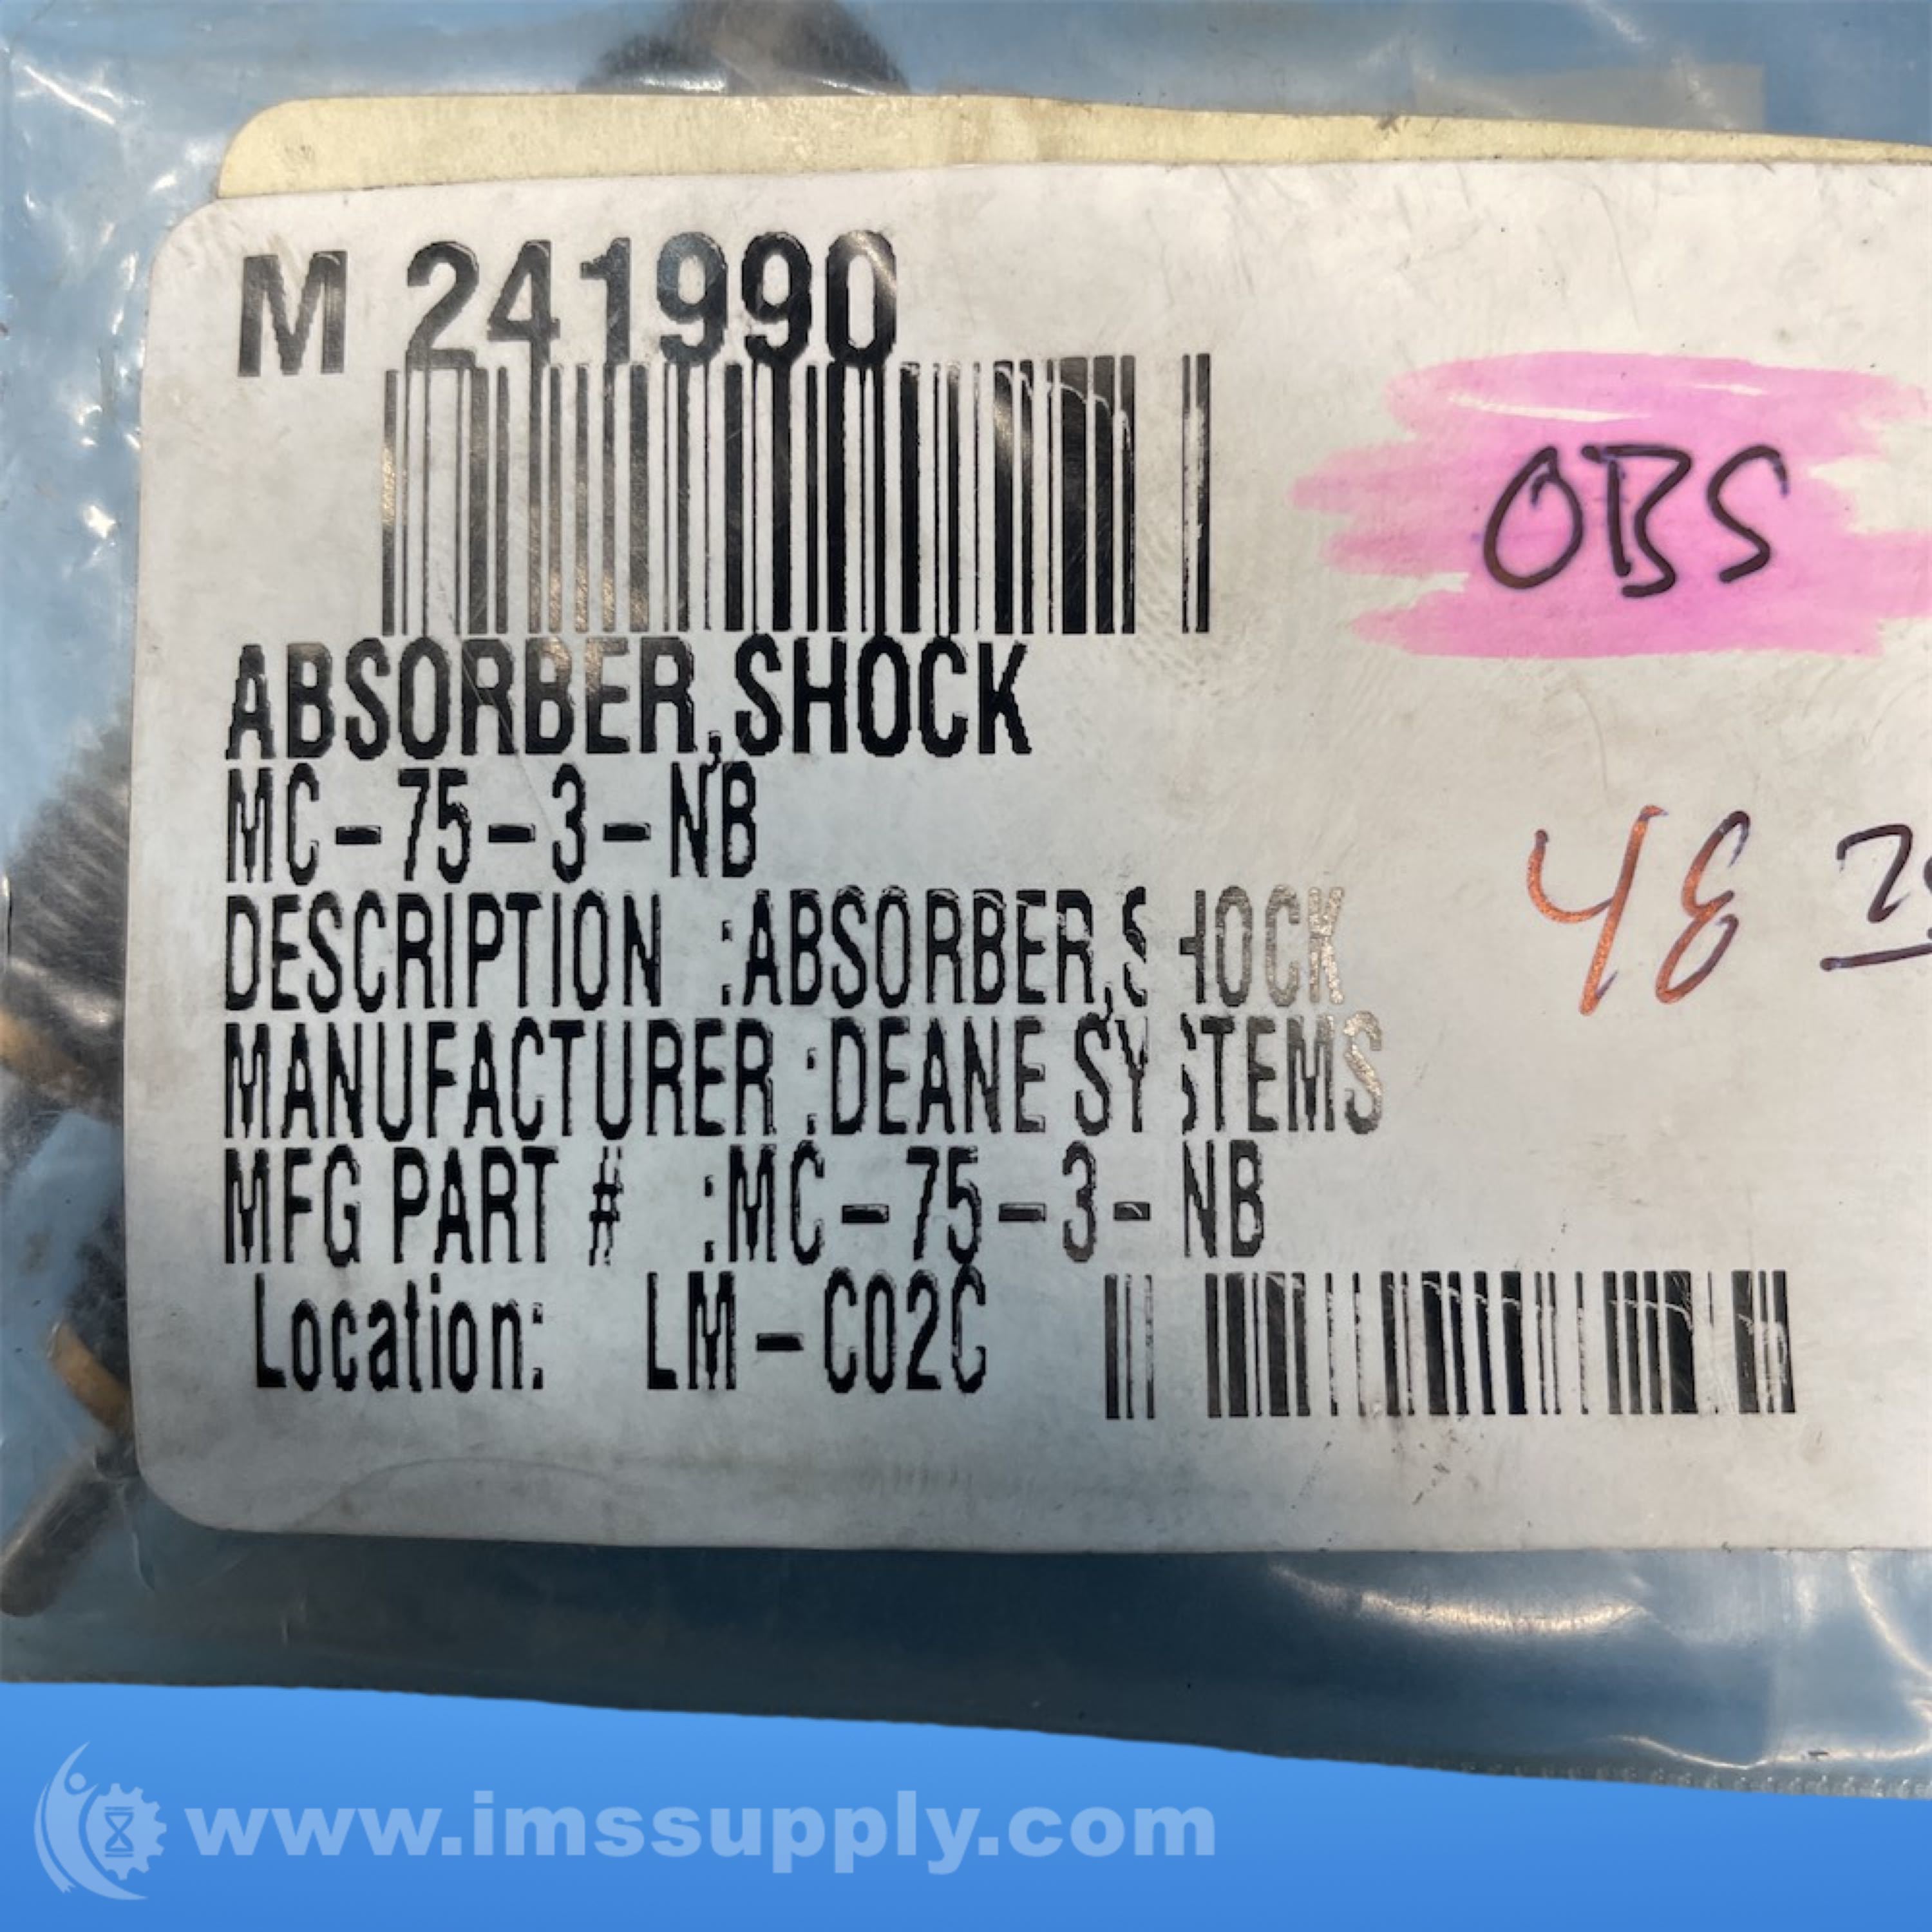 M 241990
OBS
ABSORBER,SHOCK
MC-75-3-NB
48
DESCRIPTION :ABSORBER,SHOCK
MANUFACTURER :DEANE SYSTEMS
MFG PART # :MC-75-3-NB
Location: LM-C02C
www.imssupply.com